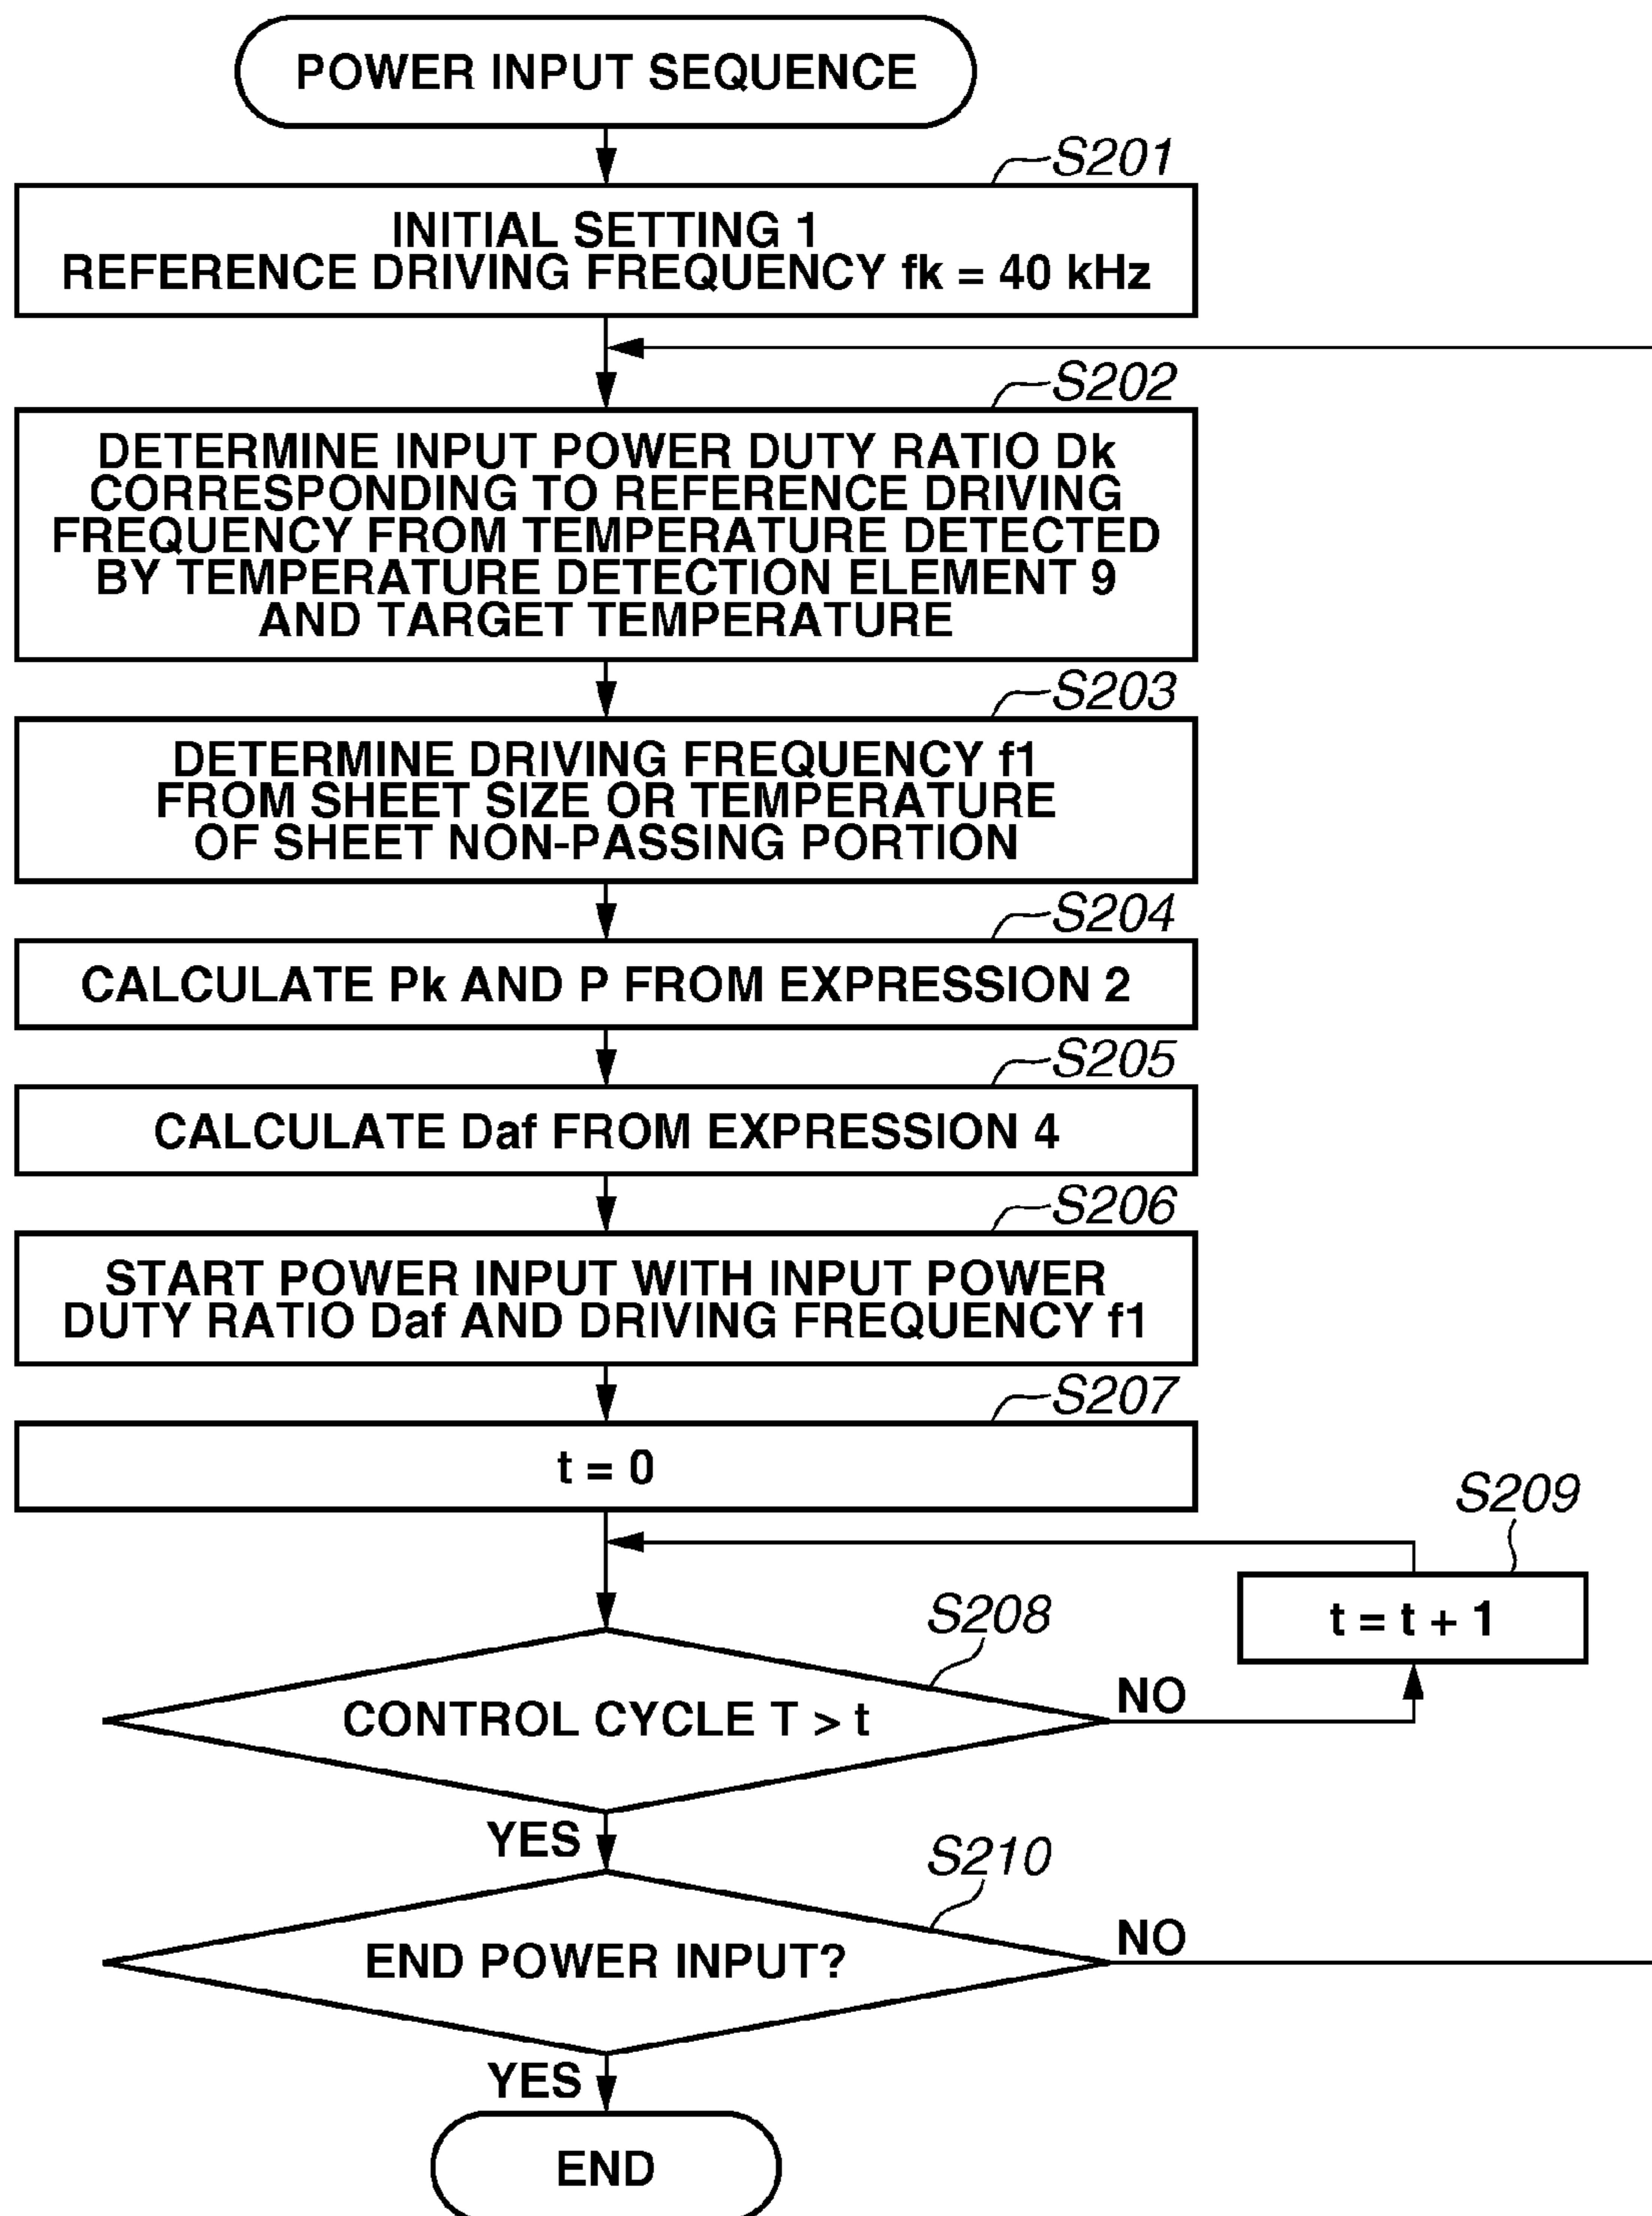 POWER INPUT SEQUENCE
S201
INITIAL SETTING 1
REFERENCE DRIVING FREQUENCY fk = 40 kHz
S202
DETERMINE INPUT POWER DUTY RATIO Dk
CORRESPONDING TO REFERENCE DRIVING
FREQUENCY FROM TEMPERATURE DETECTED
BY TEMPERATURE DETECTION ELEMENT 9
AND TARGET TEMPERATURE
S203
DETERMINE DRIVING FREQUENCY f1
FROM SHEET SIZE OR TEMPERATURE
OF SHEET NON-PASSING PORTION
S204
CALCULATE Pk AND P FROM EXPRESSION 2
S205
CALCULATE Daf FROM EXPRESSION 4
S206
START POWER INPUT WITH INPUT POWER
DUTY RATIO Daf AND DRIVING FREQUENCY f1
S207
t = 0
S209
t = t + 1
S208
CONTROL CYCLE T > t
NO
YES
S210
END POWER INPUT?
NO
YES
END